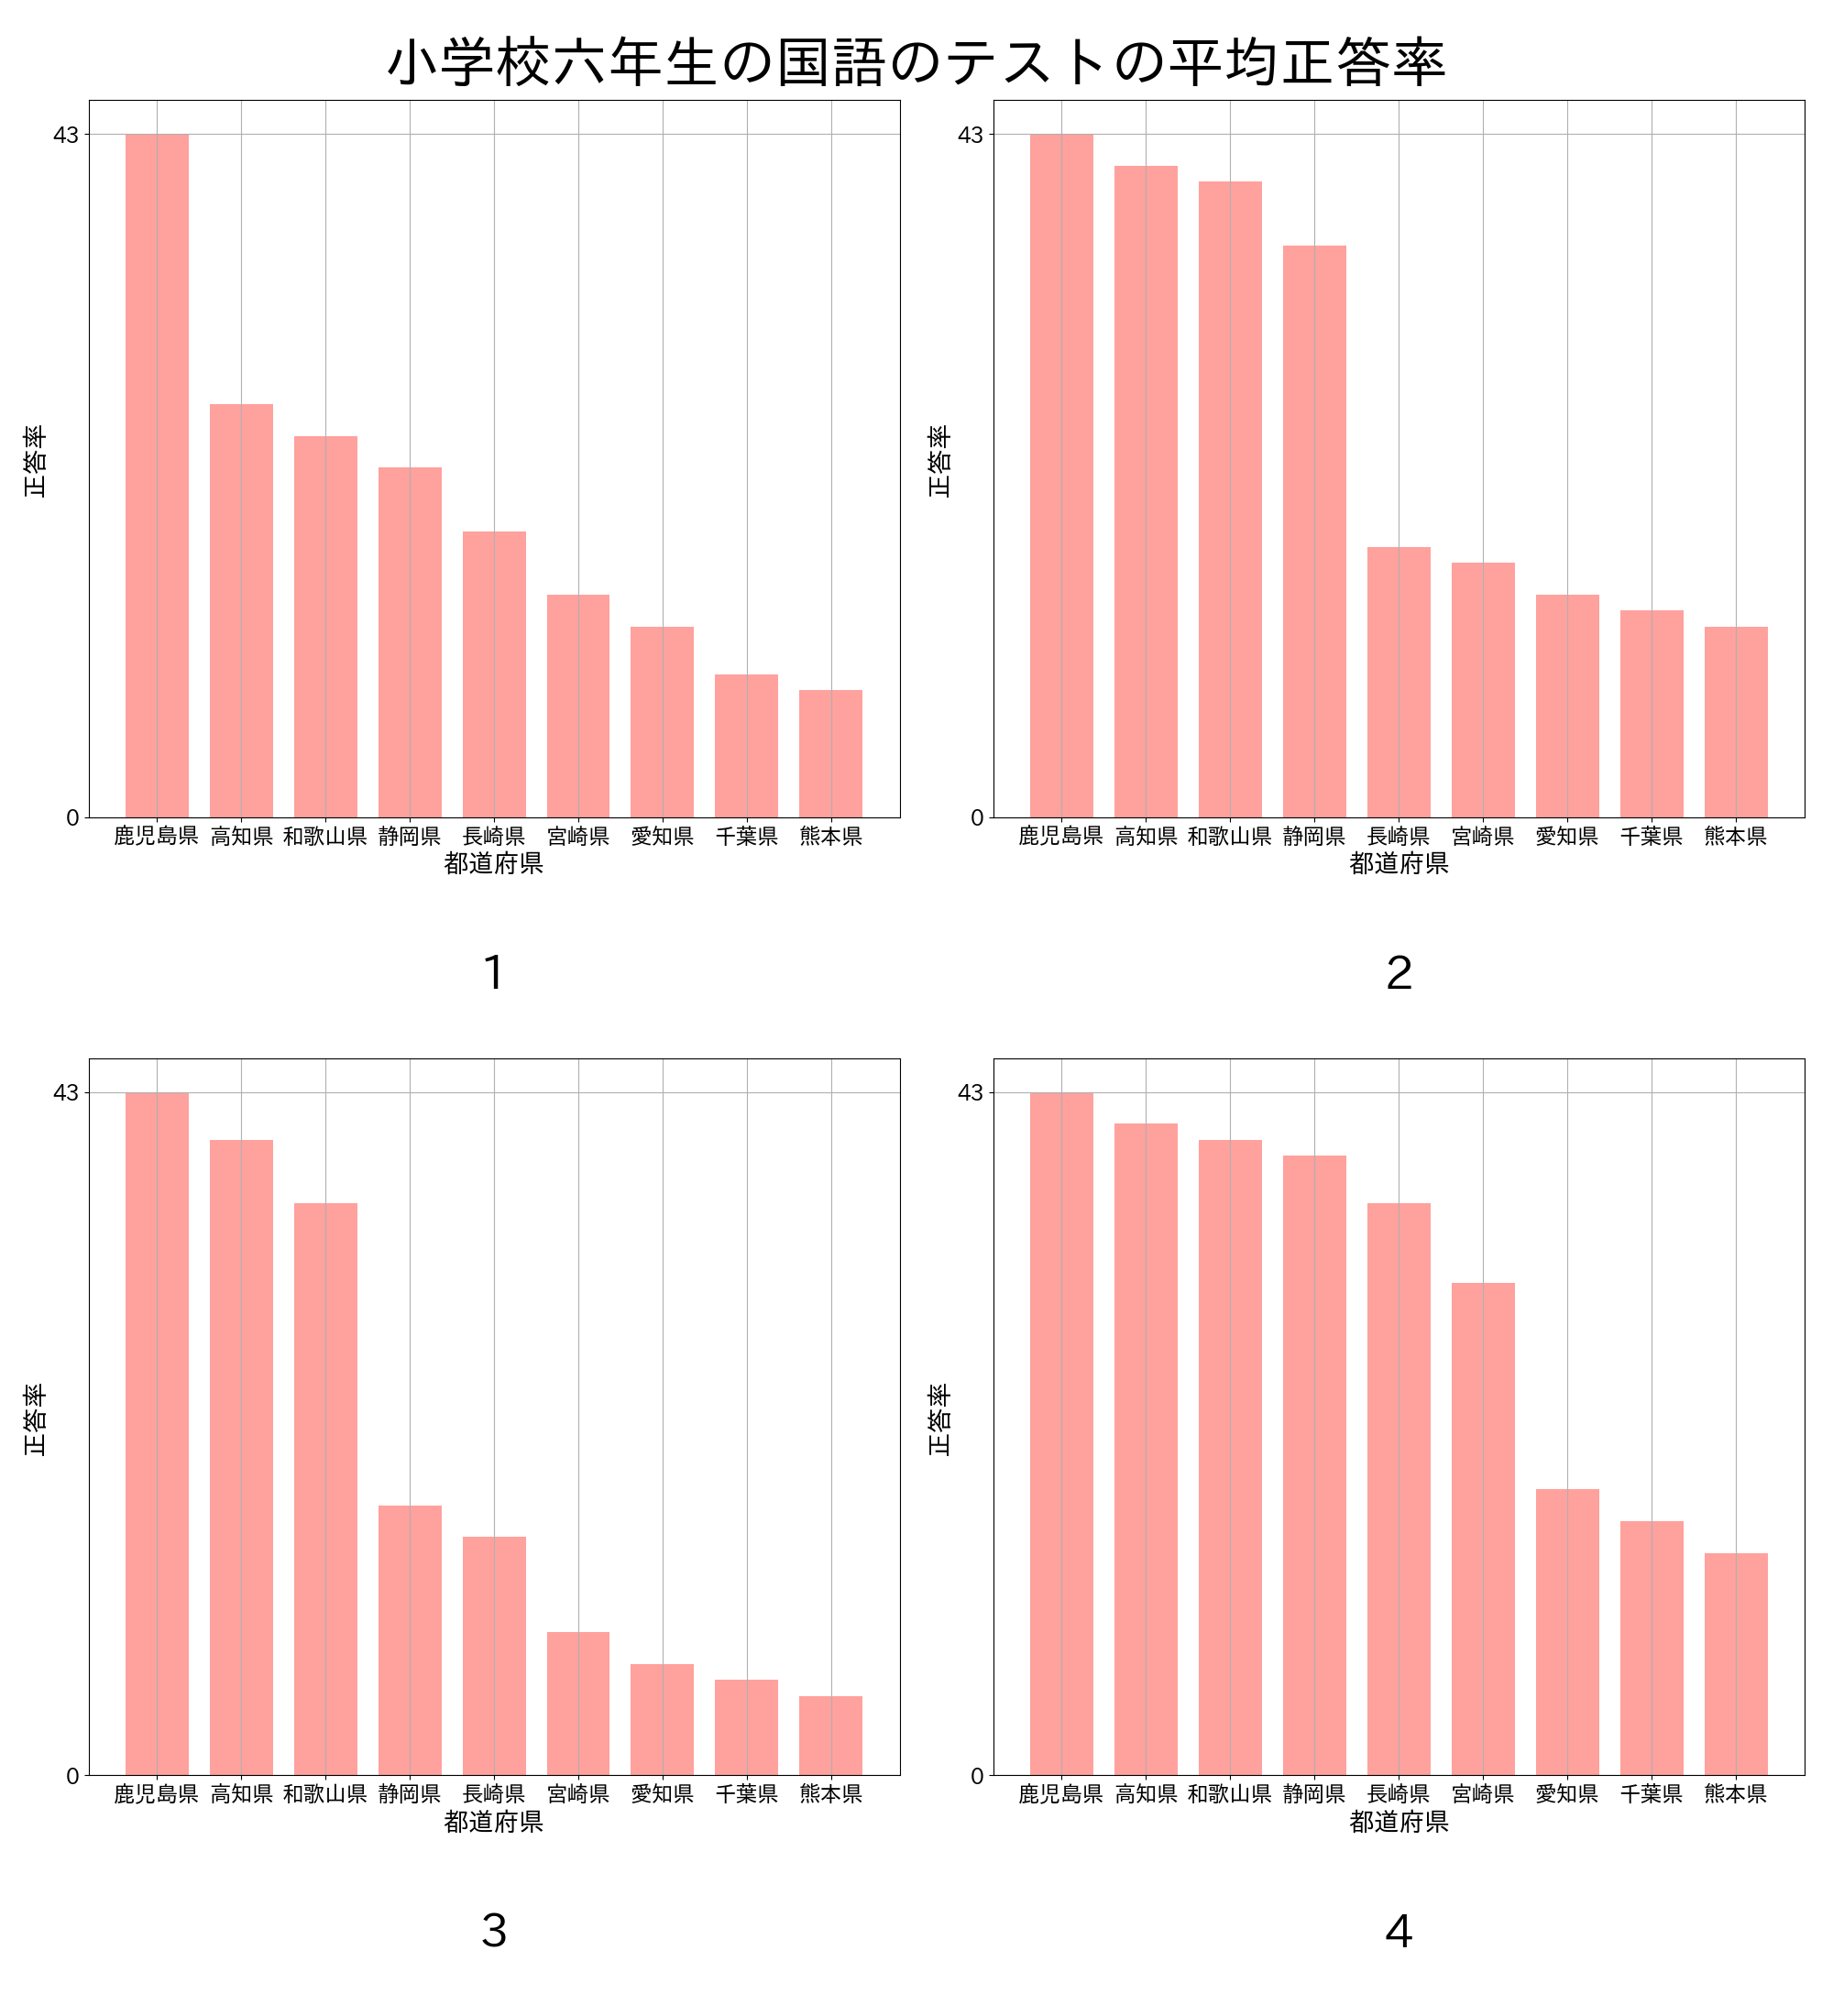 小学校六年生の国語のテストの平均正答率
43
0
正答率
鹿児島県 高知県 和歌山県 静岡県 長崎県 宮崎県 愛知県 千葉県 熊本県
都道府県
1
43
0
正答率
鹿児島県 高知県 和歌山県 静岡県 長崎県 宮崎県 愛知県 千葉県 熊本県
都道府県
2
43
0
正答率
鹿児島県 高知県 和歌山県 静岡県 長崎県 宮崎県 愛知県 千葉県 熊本県
都道府県
3
43
0
正答率
鹿児島県 高知県 和歌山県 静岡県 長崎県 宮崎県 愛知県 千葉県 熊本県
都道府県
4